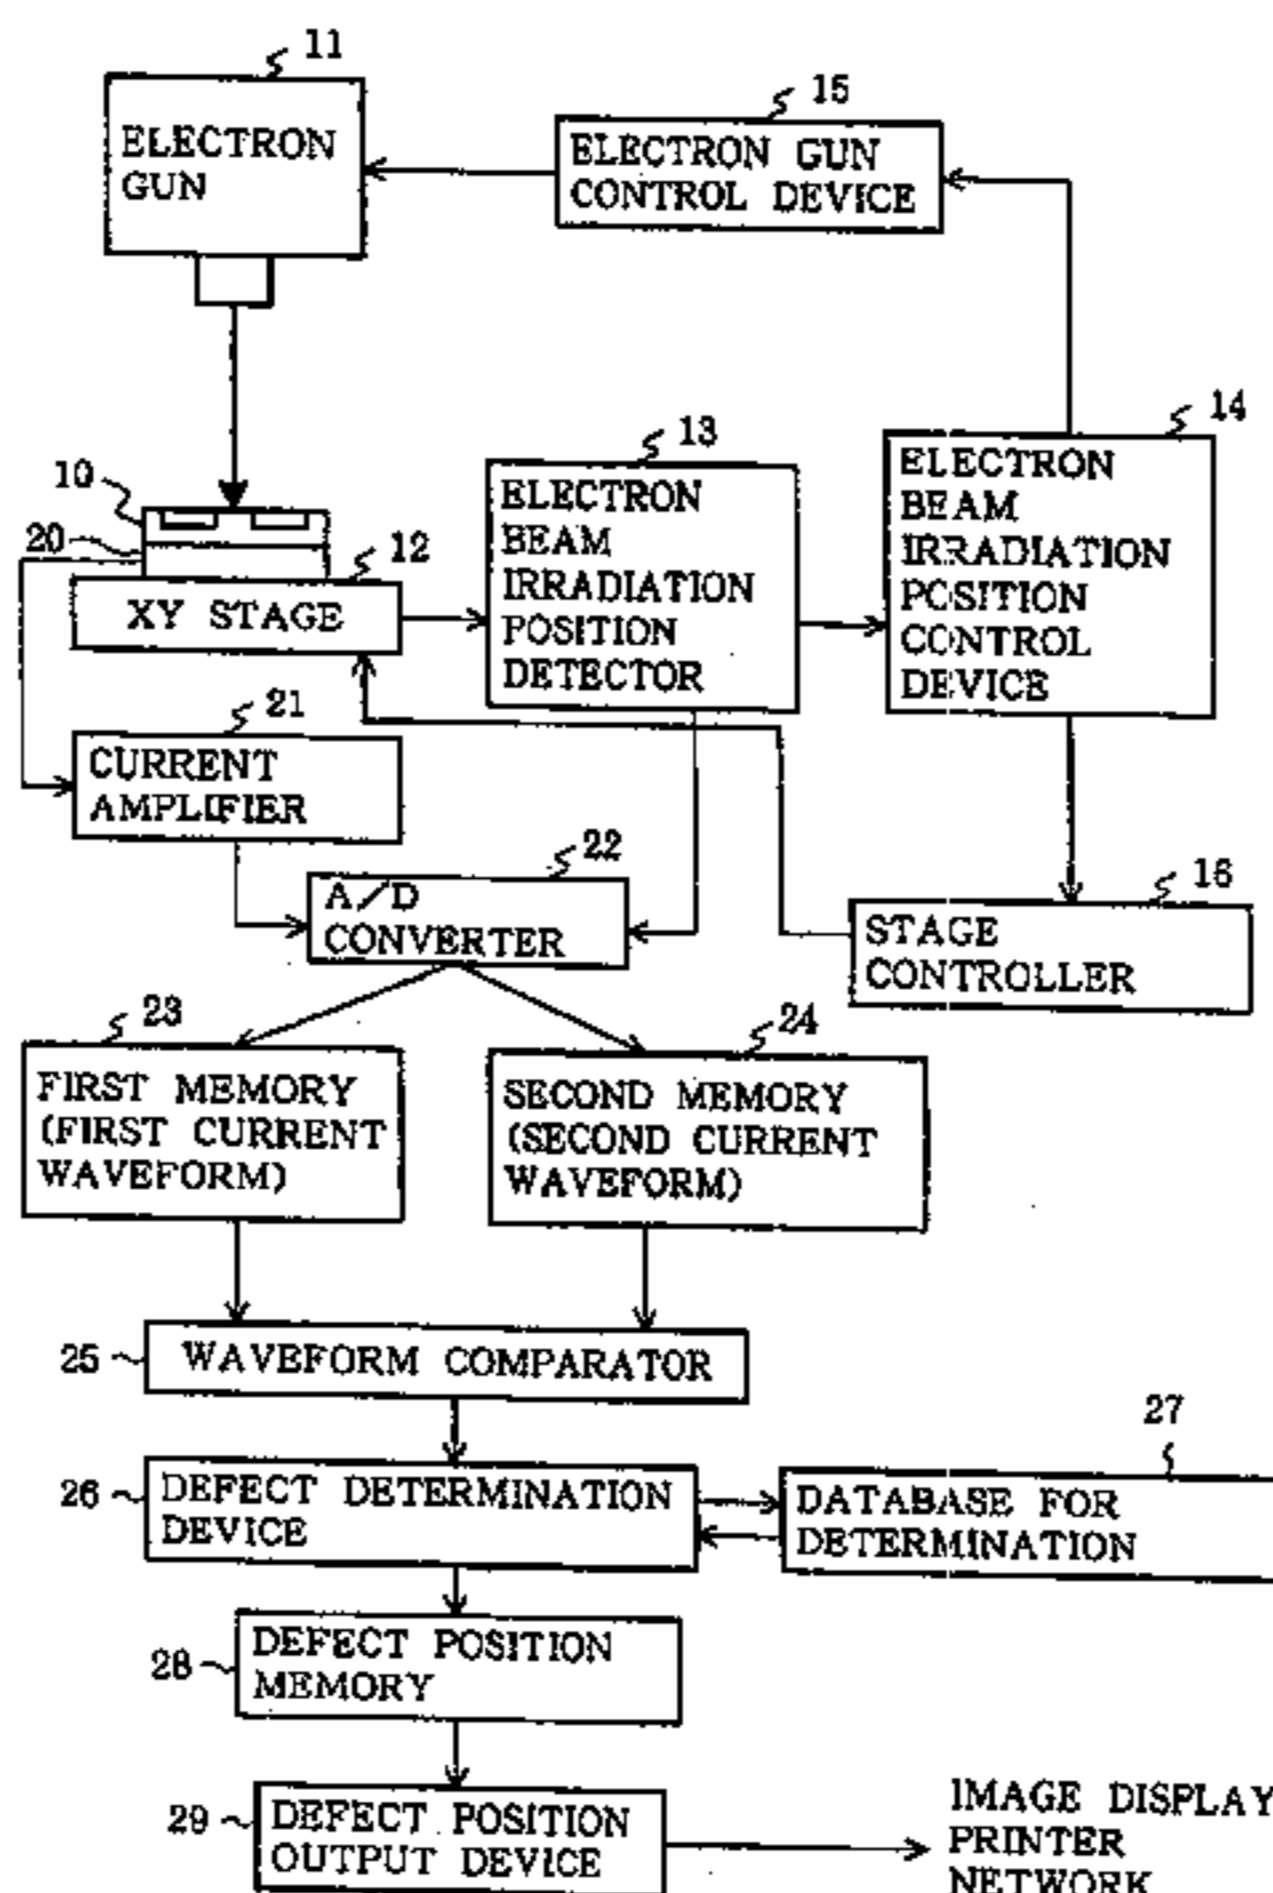 11
ELECTRON
GUN
15
ELECTRON GUN
CONTROL DEVICE
10
20
12
XY STAGE
13
ELECTRON
BEAM
IRRADIATION
POSITION
DETECTOR
14
ELECTRON
BEAM
IRRADIATION
POSITION
CONTROL
DEVICE
21
CURRENT
AMPLIFIER
22
A/D
CONVERTER
16
STAGE
CONTROLLER
23
FIRST MEMORY
(FIRST CURRENT
WAVEFORM)
24
SECOND MEMORY
(SECOND CURRENT
WAVEFORM)
25
WAVEFORM COMPARATOR
26
DEFECT DETERMINATION
DEVICE
27
DATABASE FOR
DETERMINATION
28
DEFECT POSITION
MEMORY
29
DEFECT POSITION
OUTPUT DEVICE
IMAGE DISPLAY
PRINTER
NETWORK